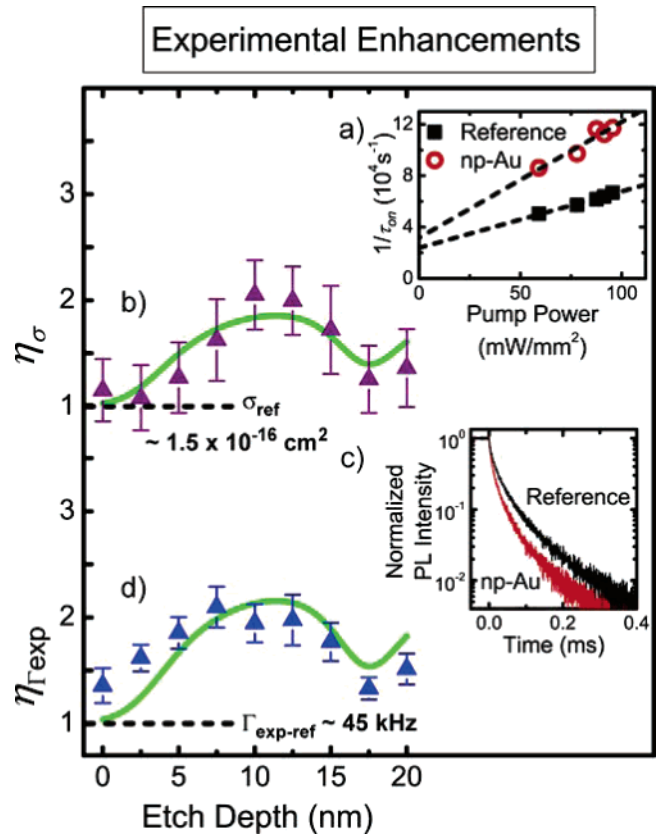 Experimental Enhancements
a)
12
8
4
0
1/τon (10⁴s⁻¹)
Reference
np-Au
0
50
100
Pump Power
(mW/mm²)
b)
3
2
1
ησ
σref
~ 1.5 x 10⁻¹⁶ cm²
c)
10⁰
10⁻¹
10⁻²
Normalized
PL Intensity
Reference
np-Au
0.0
0.2
0.4
Time (ms)
d)
3
2
1
ηΓexp
Γexp-ref ~ 45 kHz
0
5
10
15
20
Etch Depth (nm)